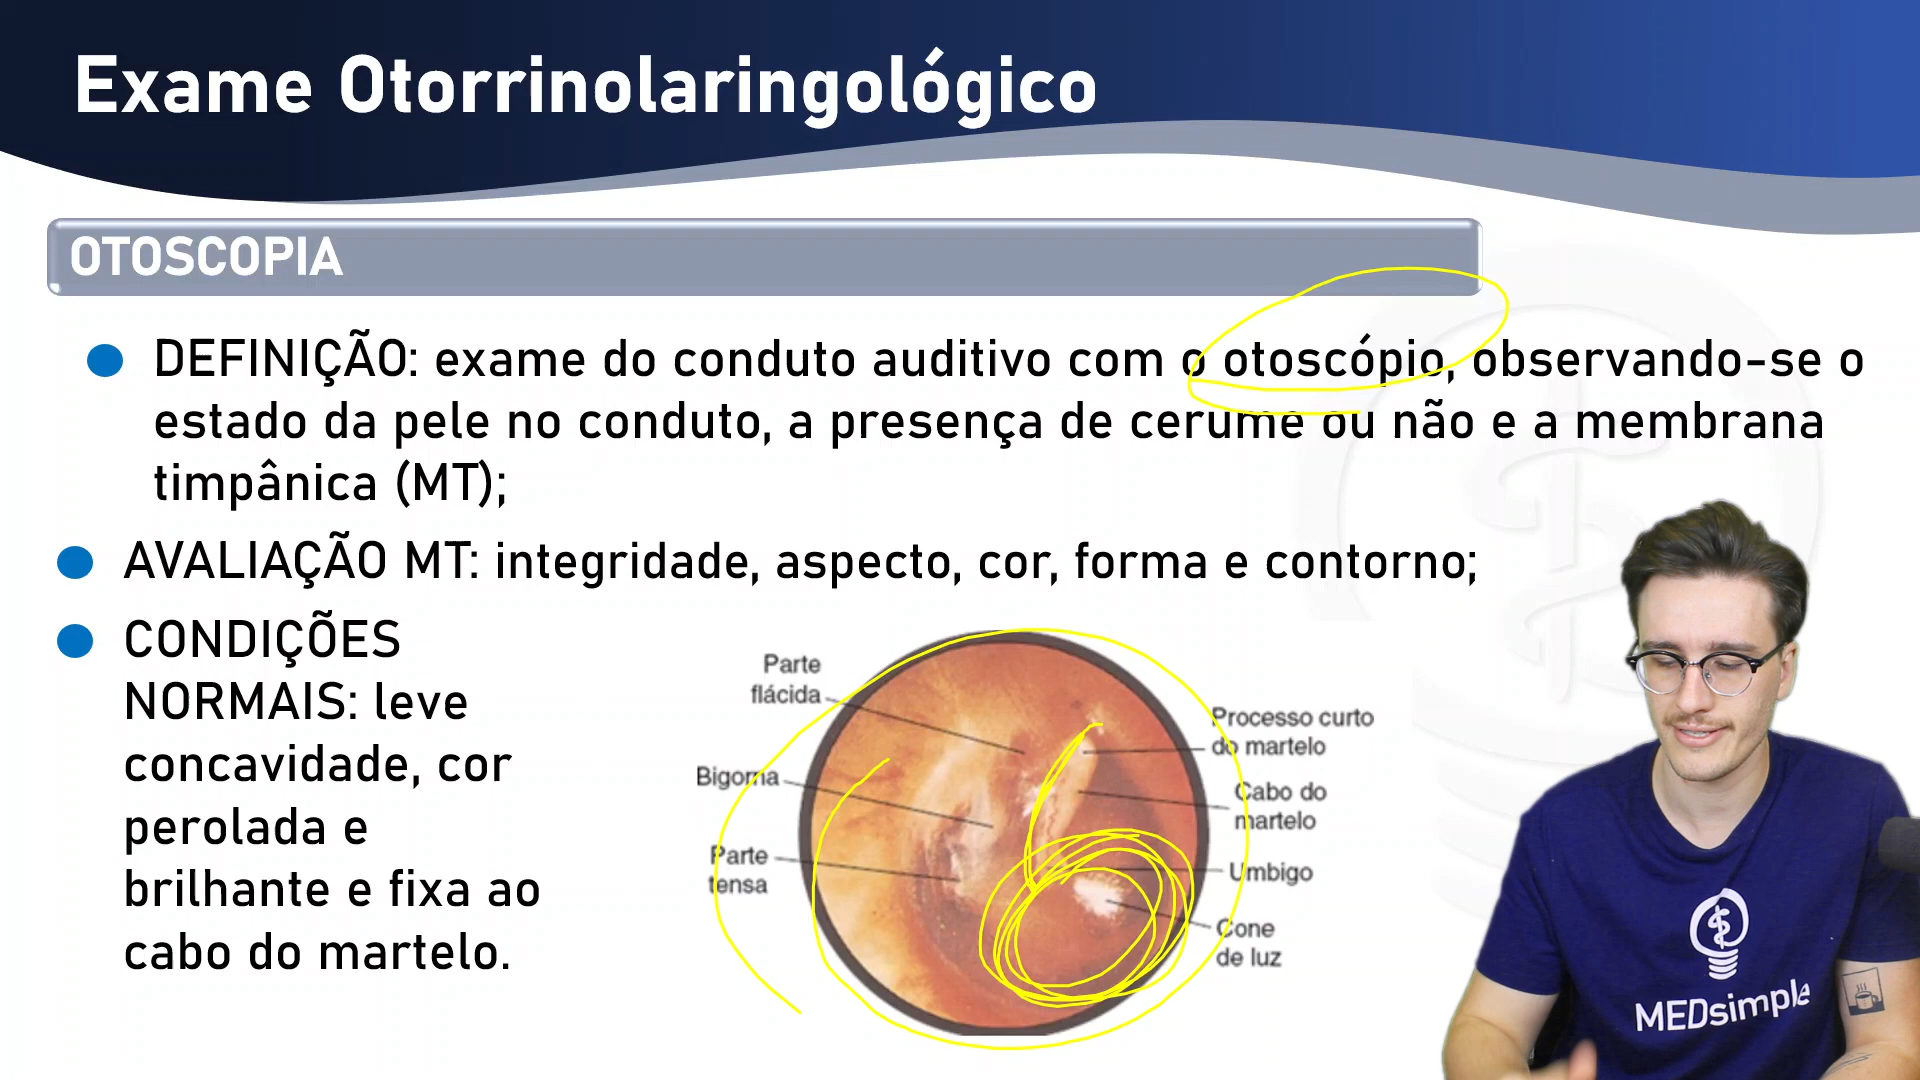 Exame Otorrinolaringológico
OTOSCOPIA
DEFINIÇÃO: exame do conduto auditivo com o otoscópio, observando-se o
estado da pele no conduto, a presença de cerume ou não e a membrana
timpânica (MT);
AVALIAÇÃO MT: integridade, aspecto, cor, forma e contorno;
CONDIÇÕES
NORMAIS: leve
concavidade, cor
perolada e
brilhante e fixa ao
cabo do martelo.
Parte
flácida
Bigorna
Parte
tensa
Processo curto
do martelo
Cabo do
martelo
Umbigo
Cone
de luz
MEDsimple